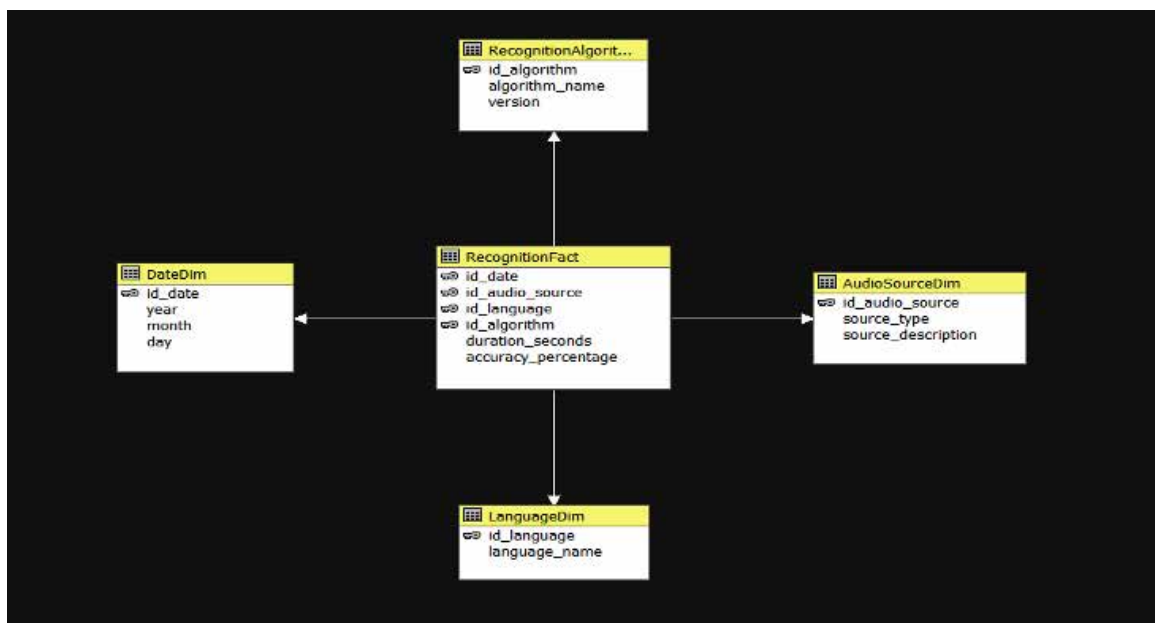 RecognitionAlgorit...
id_algorithm
algorithm_name
version
DateDim
id_date
year
month
day
RecognitionFact
id_date
id_audio_source
id_language
id_algorithm
duration_seconds
accuracy_percentage
AudioSourceDim
id_audio_source
source_type
source_description
LanguageDim
id_language
language_name